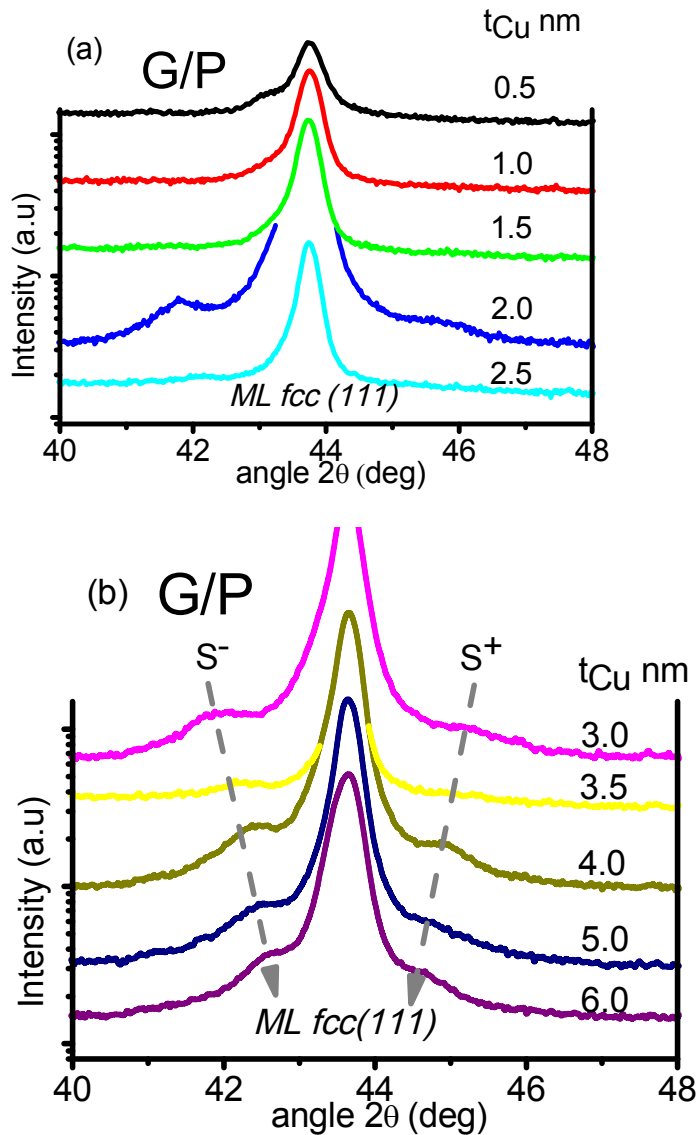 (a)
G/P
tCu nm
0.5
1.0
1.5
2.0
2.5
ML fcc (111)
Intensity (a.u)
40 42 44 46 48
angle 2θ (deg)
(b) G/P
S⁻ S⁺
tCu nm
3.0
3.5
4.0
5.0
6.0
ML fcc(111)
Intensity (a.u)
40 42 44 46 48
angle 2θ (deg)